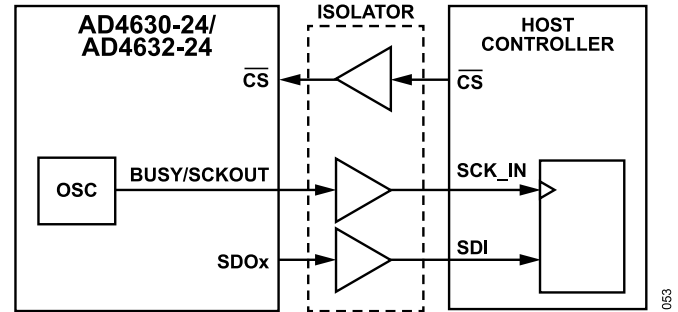 ISOLATOR
AD4630-24/
AD4632-24
HOST
CONTROLLER
CS
CS
OSC
BUSY/SCKOUT
SCK_IN
SDOx
SDI
053